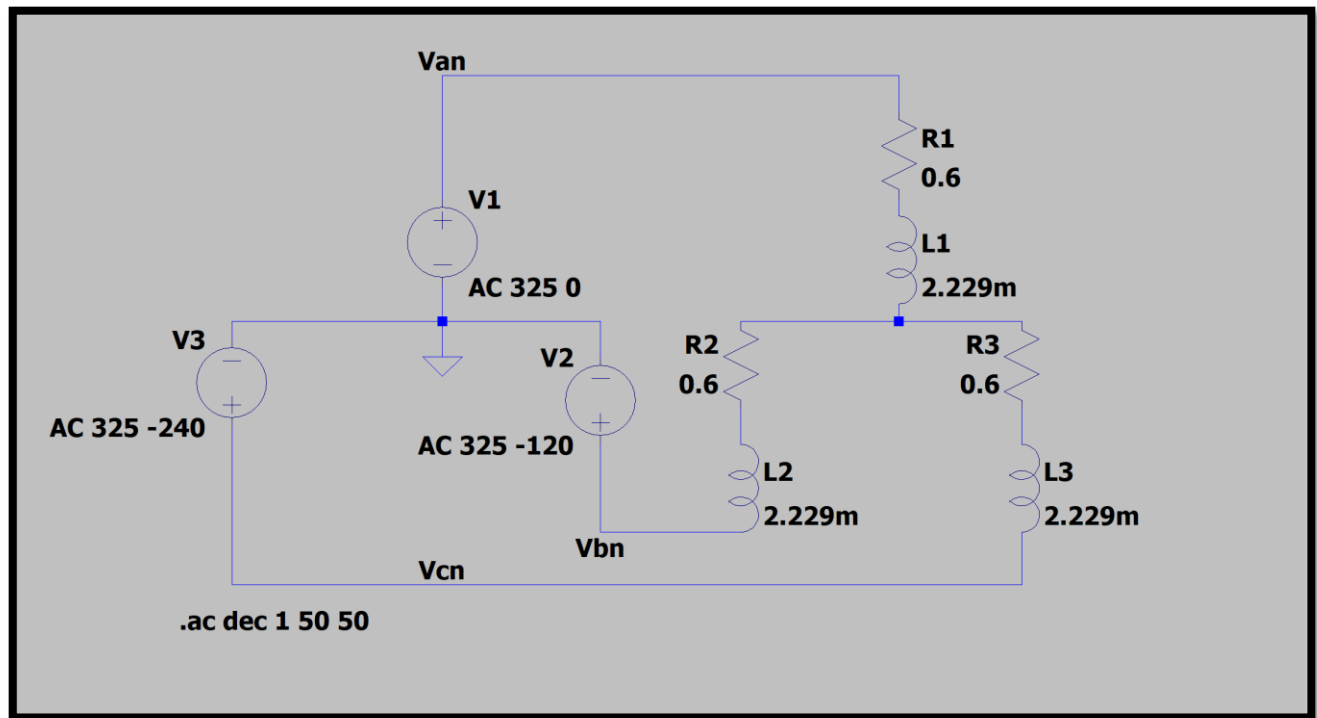 Van
R1
0.6
V1
L1
AC 325 0
2.229m
V3
V2
R2
R3
0.6
0.6
AC 325 -240
AC 325 -120
L2
L3
2.229m
2.229m
Vbn
Vcn
.ac dec 1 50 50